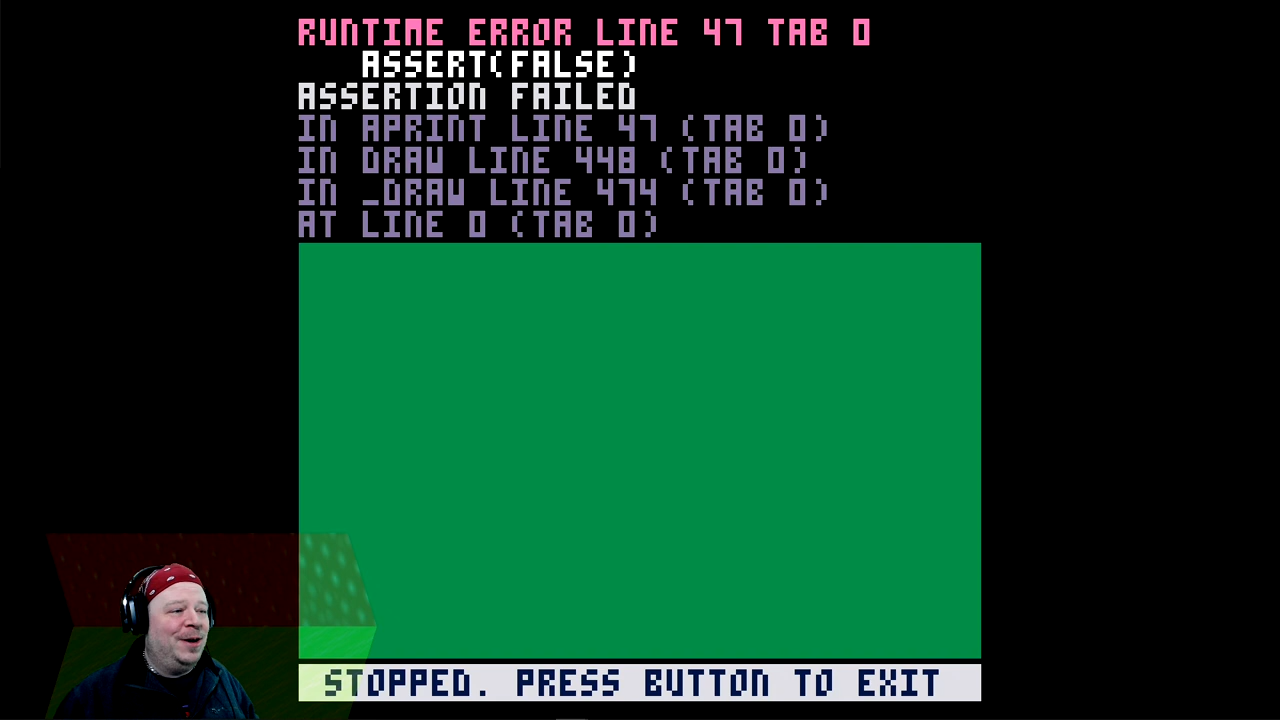 RUNTIME ERROR LINE 47 TAB 0
ASSERT(FALSE)
ASSERTION FAILED
IN APRINT LINE 47 (TAB 0)
IN DRAW LINE 448 (TAB 0)
IN _DRAW LINE 474 (TAB 0)
AT LINE 0 (TAB 0)
STOPPED. PRESS BUTTON TO EXIT